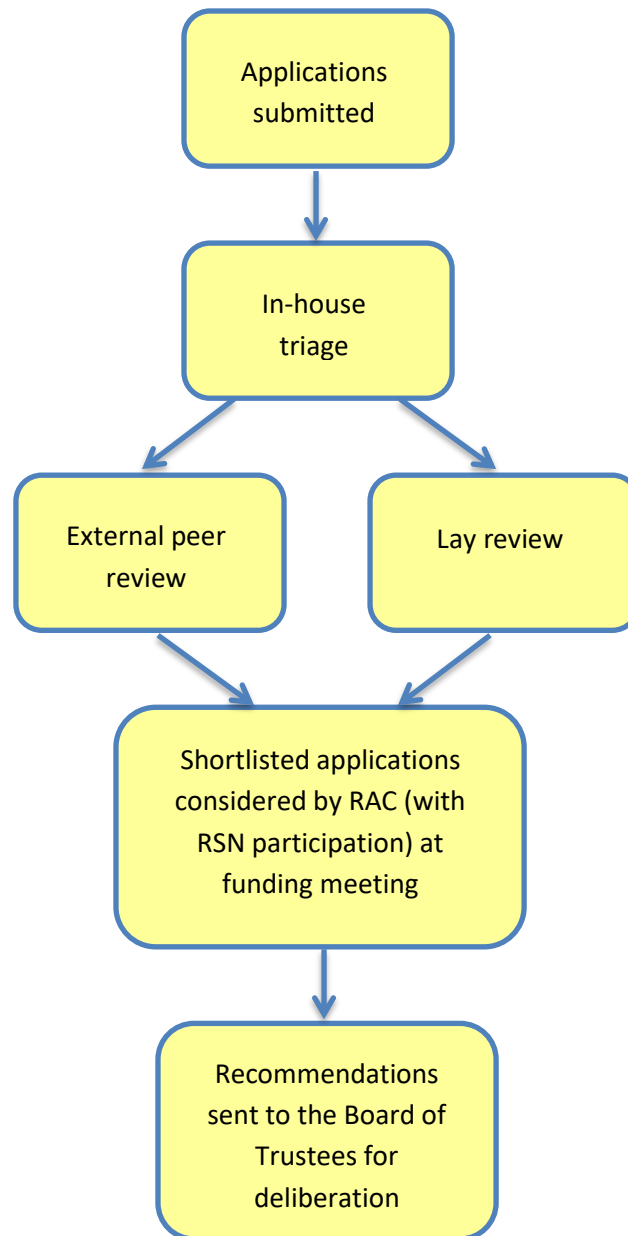 Applications
submitted
In-house
triage
External peer
review
Lay review
Shortlisted applications
considered by RAC (with
RSN participation) at
funding meeting
Recommendations
sent to the Board of
Trustees for
deliberation